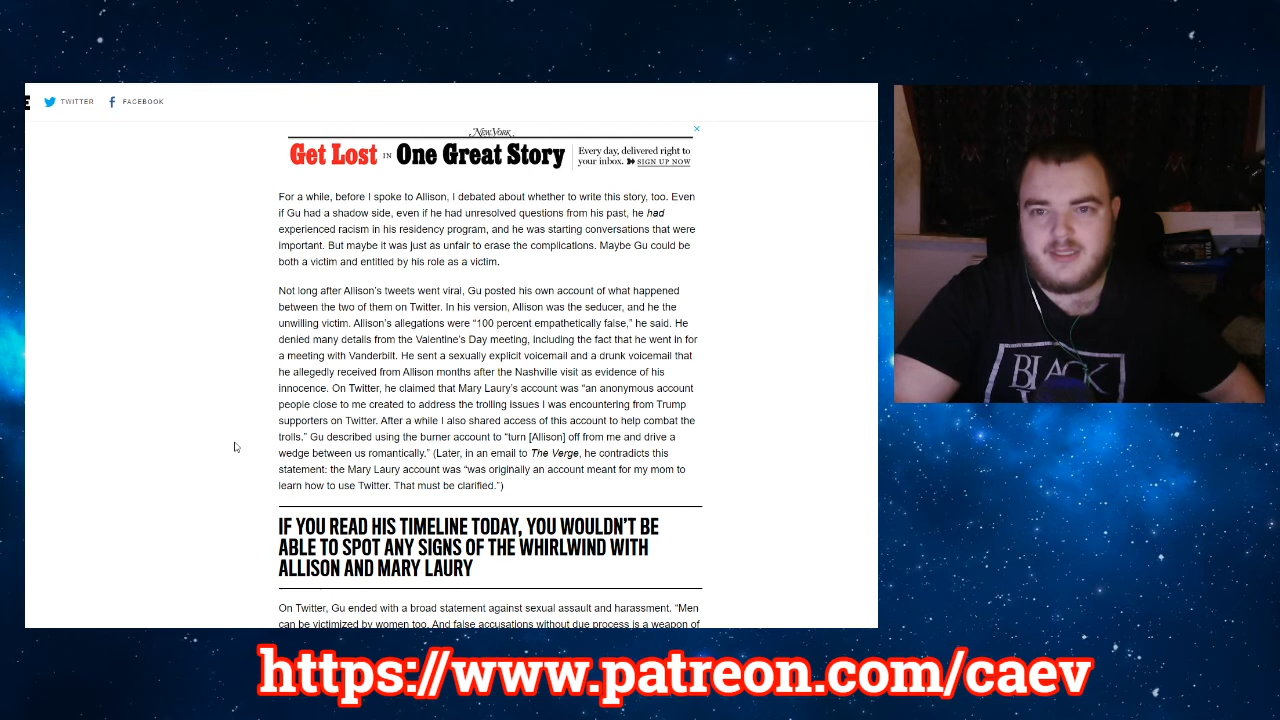 E TWITTER FACEBOOK
NEW YORK
Get Lost IN One Great Story
Every day, delivered right to
your inbox. SIGN UP NOW
For a while, before I spoke to Allison, I debated about whether to write this story, too. Even
if Gu had a shadow side, even if he had unresolved questions from his past, he had
experienced racism in his residency program, and he was starting conversations that were
important. But maybe it was just as unfair to erase the complications. Maybe Gu could be
both a victim and entitled by his role as a victim.
Not long after Allison’s tweets went viral, Gu posted his own account of what happened
between the two of them on Twitter. In his version, Allison was the seducer, and he the
unwilling victim. Allison’s allegations were “100 percent empathetically false,” he said. He
denied many details from the Valentine’s Day meeting, including the fact that he went in for
a meeting with Vanderbilt. He sent a sexually explicit voicemail and a drunk voicemail that
he allegedly received from Allison months after the Nashville visit as evidence of his
innocence. On Twitter, he claimed that Mary Laury’s account was “an anonymous account
people close to me created to address the trolling issues I was encountering from Trump
supporters on Twitter. After a while I also shared access of this account to help combat the
trolls.” Gu described using the burner account to “turn [Allison] off from me and drive a
wedge between us romantically.” (Later, in an email to The Verge, he contradicts this
statement: the Mary Laury account was “was originally an account meant for my mom to
learn how to use Twitter. That must be clarified.”)
IF YOU READ HIS TIMELINE TODAY, YOU WOULDN’T BE
ABLE TO SPOT ANY SIGNS OF THE WHIRLWIND WITH
ALLISON AND MARY LAURY
On Twitter, Gu ended with a broad statement against sexual assault and harassment. “Men
can be victimized by women too. And false accusations without due process is a weapon of
BLACK
https://www.patreon.com/caev